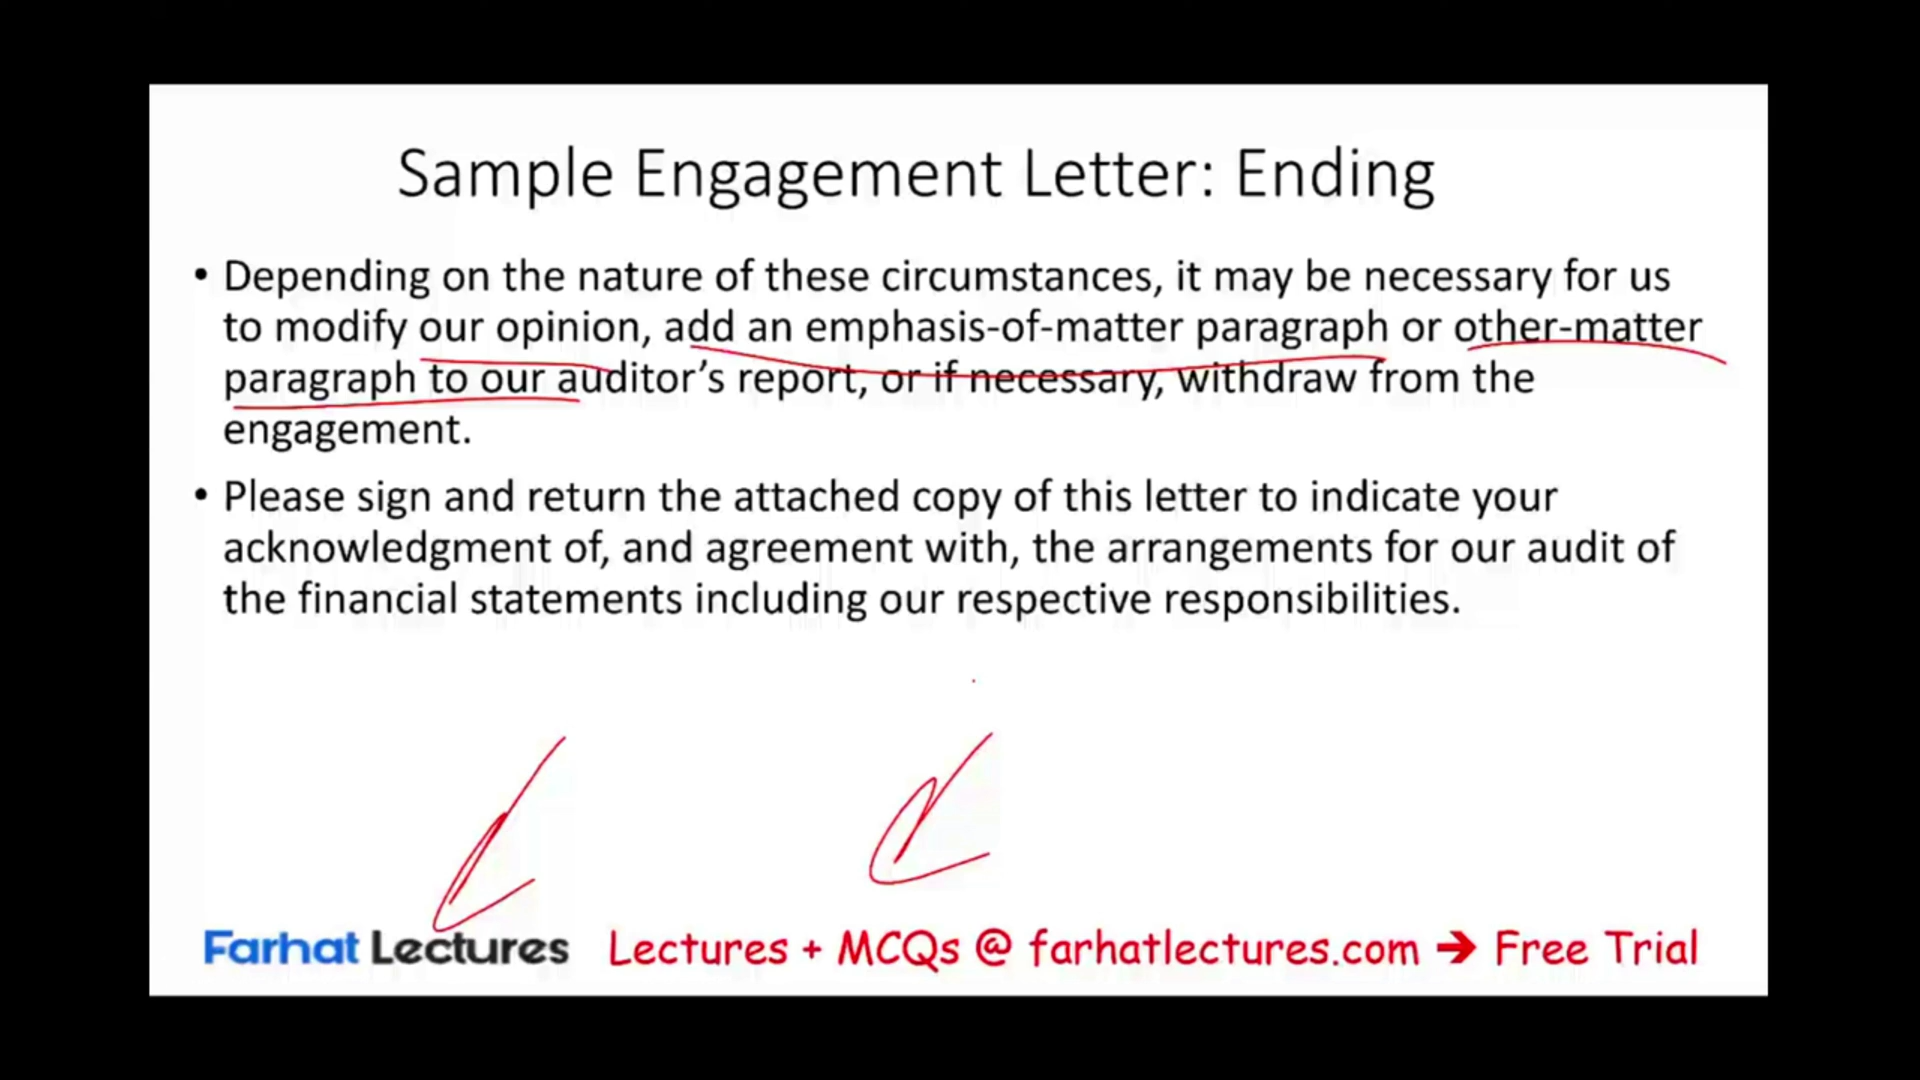 Sample Engagement Letter: Ending
• Depending on the nature of these circumstances, it may be necessary for us
to modify our opinion, add an emphasis-of-matter paragraph or other-matter
paragraph to our auditor’s report, or if necessary, withdraw from the
engagement.
• Please sign and return the attached copy of this letter to indicate your
acknowledgment of, and agreement with, the arrangements for our audit of
the financial statements including our respective responsibilities.
Farhat Lectures Lectures + MCQs @ farhatlectures.com → Free Trial